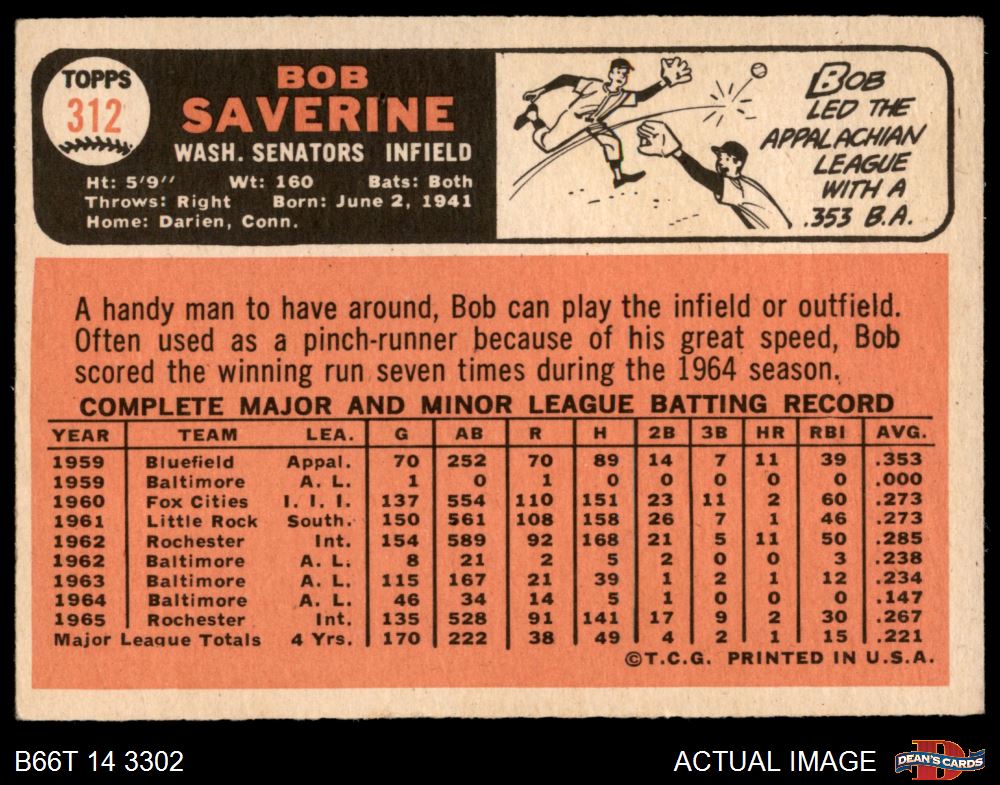 TOPPS
312
BOB
SAVERINE
WASH. SENATORS INFIELD
Ht: 5'9" Wt: 160 Bats: Both
Throws: Right Born: June 2, 1941
Home: Darien, Conn.
BOB
LED THE
APPALACHIAN
LEAGUE
WITH A
.353 B.A.
A handy man to have around, Bob can play the infield or outfield.
Often used as a pinch-runner because of his great speed, Bob
scored the winning run seven times during the 1964 season.
COMPLETE MAJOR AND MINOR LEAGUE BATTING RECORD
YEAR TEAM LEA. G AB R H 2B 3B HR RBI AVG.
1959 Bluefield Appal. 70 252 70 89 14 7 11 39 .353
1959 Baltimore A. L. 1 0 1 0 0 0 0 0 .000
1960 Fox Cities I. I. I. 137 554 110 151 23 11 2 60 .273
1961 Little Rock South. 150 561 108 158 26 7 1 46 .273
1962 Rochester Int. 154 589 92 168 21 5 11 50 .285
1962 Baltimore A. L. 8 21 2 5 2 0 0 3 .238
1963 Baltimore A. L. 115 167 21 39 1 2 1 12 .234
1964 Baltimore A. L. 46 34 14 5 1 0 0 0 .147
1965 Rochester Int. 135 528 91 141 17 9 2 30 .267
Major League Totals 4 Yrs. 170 222 38 49 4 2 1 15 .221
©T.C.G. PRINTED IN U.S.A.
B66T 14 3302
ACTUAL IMAGE
D
DEAN'S CARDS